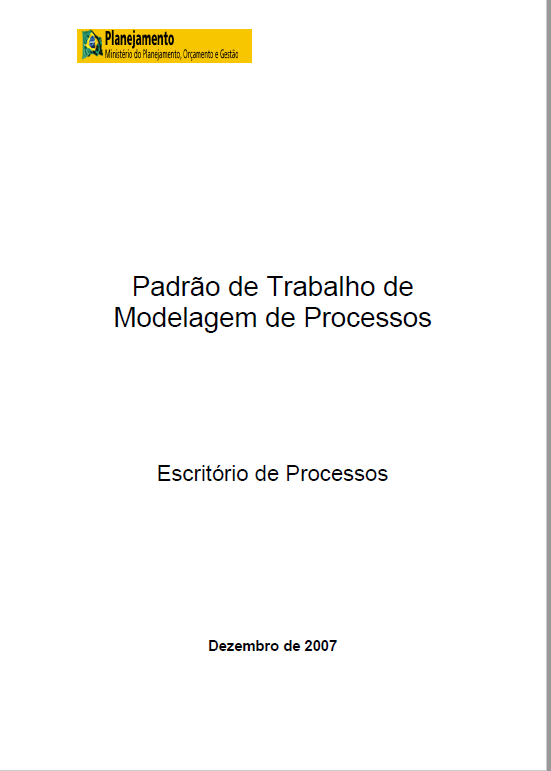 Planejamento
Ministério do Planejamento, Orçamento e Gestão
Padrão de Trabalho de
Modelagem de Processos
Escritório de Processos
Dezembro de 2007